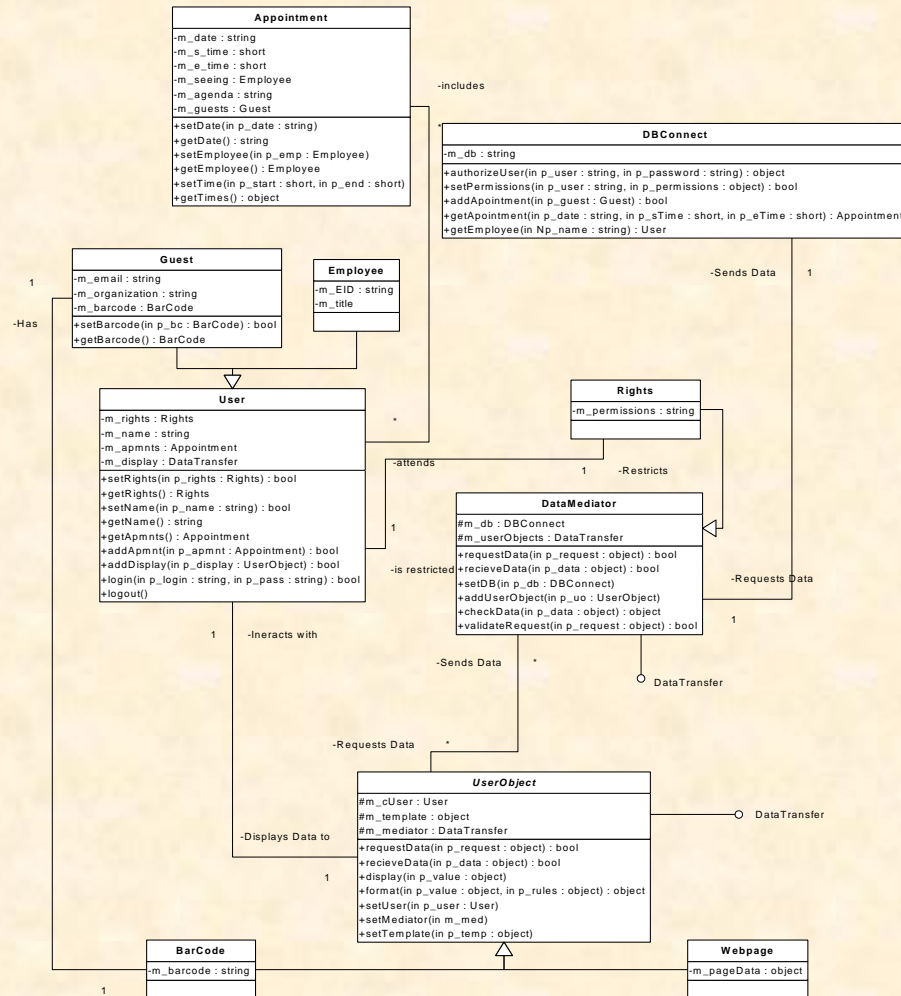 Appointment
-m_date : string
-m_s_time : short
-m_e_time : short
-m_seeing : Employee
-m_agenda : string
-m_guests : Guest
+setDate(in p_date : string)
+getDate() : string
+setEmployee(in p_emp : Employee)
+getEmployee() : Employee
+setTime(in p_start : short, in p_end : short)
+getTimes() : object
-includes
*
DBConnect
-m_db : string
+authorizeUser(in p_user : string, in p_password : string) : object
+setPermissions(in p_user : string, in p_permissions : object) : bool
+addApointment(in p_guest : Guest) : bool
+getApointment(in p_date : string, in p_sTime : short, in p_eTime : short) : Appointment
+getEmployee(in Np_name : string) : User
-Sends Data
1
Guest
-m_email : string
-m_organization : string
-m_barcode : BarCode
+setBarcode(in p_bc : BarCode) : bool
+getBarcode() : BarCode
1
-Has
Employee
-m_EID : string
-m_title
User
-m_rights : Rights
-m_name : string
-m_apmnts : Appointment
-m_display : DataTransfer
+setRights(in p_rights : Rights) : bool
+getRights() : Rights
+setName(in p_name : string) : bool
+getName() : string
+getApmnts() : Appointment
+addApmnt(in p_apmnt : Appointment) : bool
+addDisplay(in p_display : UserObject) : bool
+login(in p_login : string, in p_pass : string) : bool
+logout()
*
-attends
1
-is restricted
Rights
-m_permissions : string
1
-Restricts
DataMediator
#m_db : DBConnect
#m_userObjects : DataTransfer
+requestData(in p_request : object) : bool
+recieveData(in p_data : object) : bool
+setDB(in p_db : DBConnect)
+addUserObject(in p_uo : UserObject)
+checkData(in p_data : object) : object
+validateRequest(in p_request : object) : bool
-Requests Data
1
1
-Ineracts with
-Sends Data
*
DataTransfer
-Requests Data
*
UserObject
#m_cUser : User
#m_template : object
#m_mediator : DataTransfer
+requestData(in p_request : object) : bool
+recieveData(in p_data : object) : bool
+display(in p_value : object)
+format(in p_value : object, in p_rules : object) : object
+setUser(in p_user : User)
+setMediator(in m_med)
+setTemplate(in p_temp : object)
DataTransfer
-Displays Data to
1
BarCode
-m_barcode : string
1
Webpage
-m_pageData : object